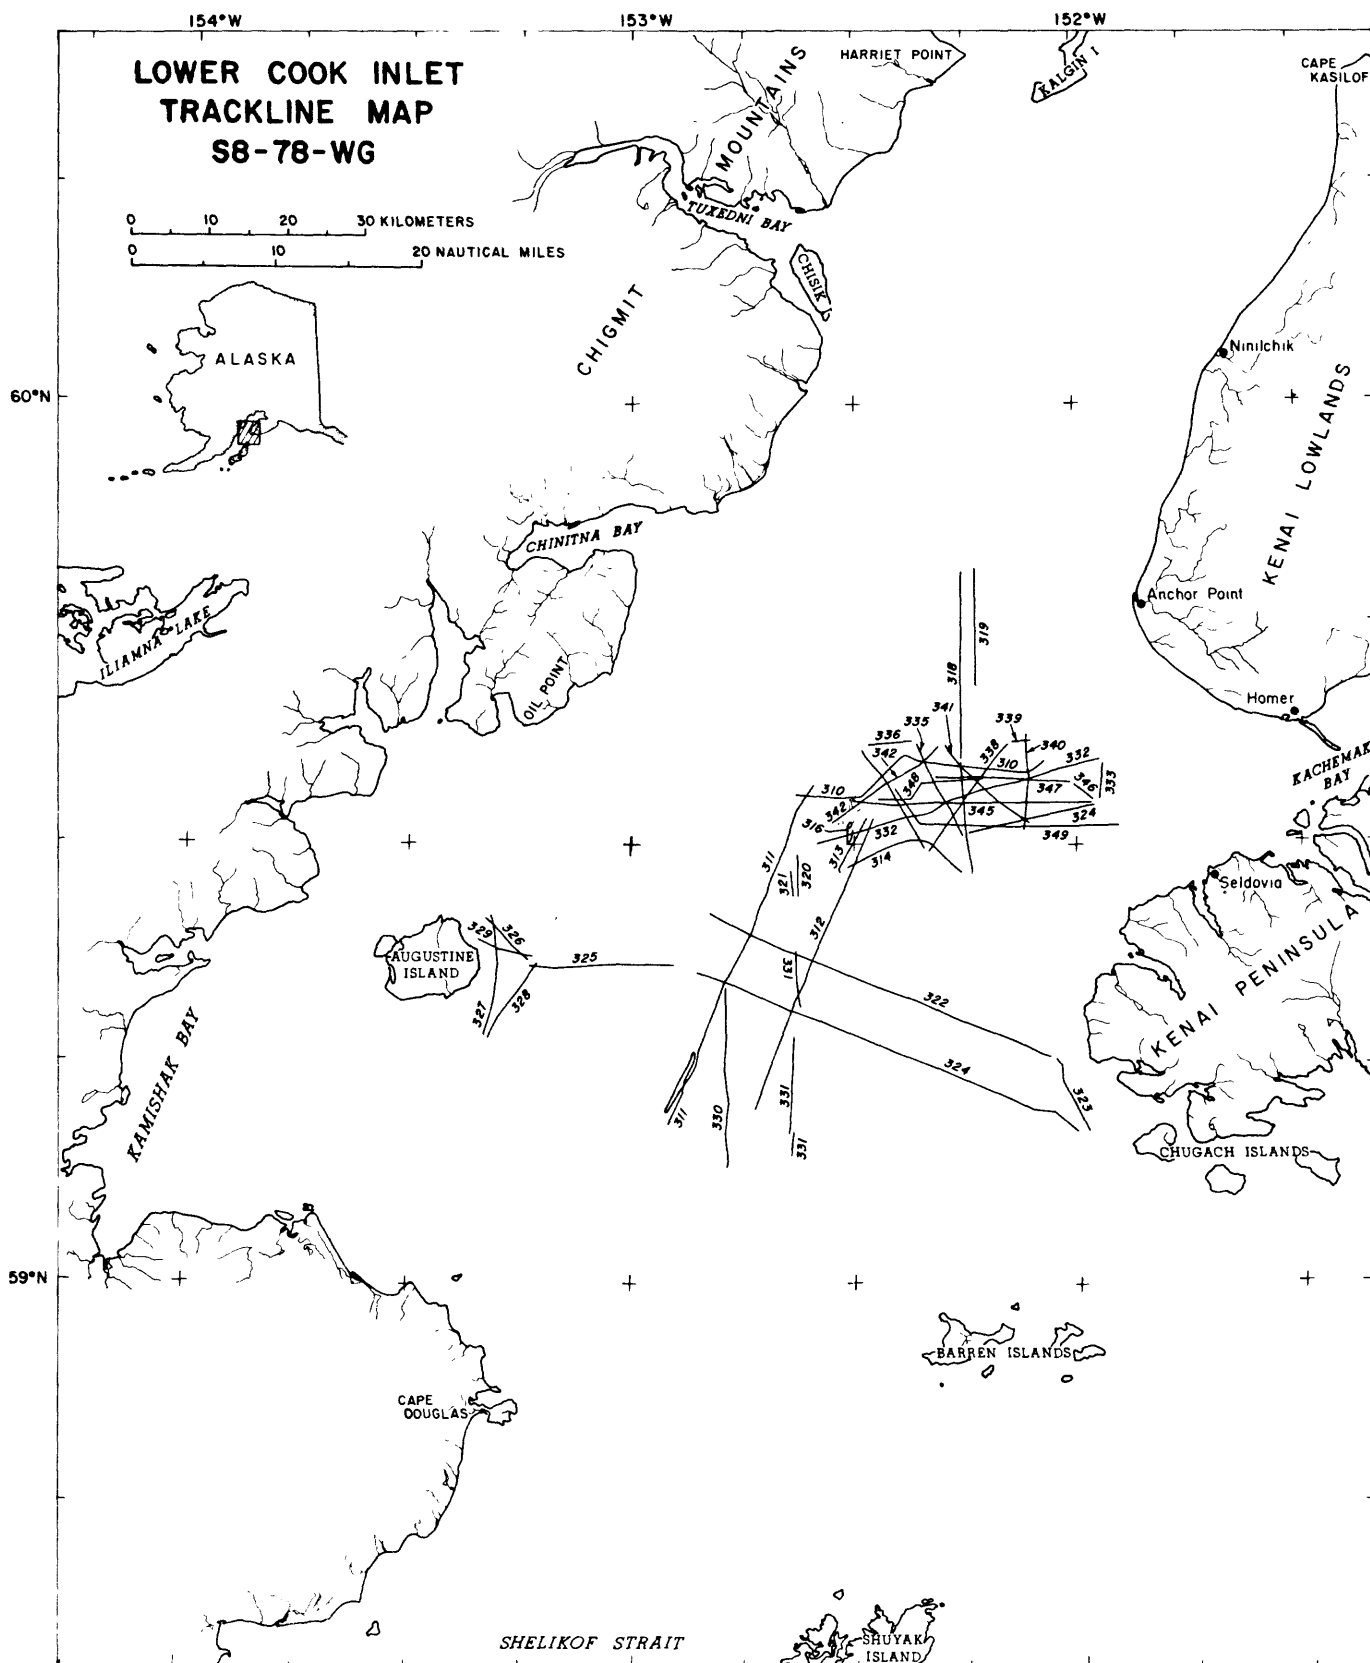 154°W
153°W
152°W
LOWER COOK INLET
TRACKLINE MAP
S8-78-WG
0 10 20 30 KILOMETERS
0 10 20 NAUTICAL MILES
ALASKA
MOUNTAINS
HARRIET POINT
KALGIN I
CAPE
KASILOF
TUXEDNI BAY
CHISIK I
CHIGMIT
Ninilchik
60°N
KENAI LOWLANDS
CHINITNA BAY
Anchor Point
ILIAMNA LAKE
OIL POINT
Homer
KACHEMAK
BAY
319
318
341
335
339
336
338
340
342
310
332
348
347
346
333
310
342
345
324
316
332
349
313
314
311
321
320
312
Seldovia
329
326
AUGUSTINE
ISLAND
325
331
327
328
322
KENAI PENINSULA
324
323
KAMISHAK BAY
311
330
331
331
CHUGACH ISLANDS
59°N
BARREN ISLANDS
CAPE
DOUGLAS
SHELIKOF STRAIT
SHUYAK
ISLAND